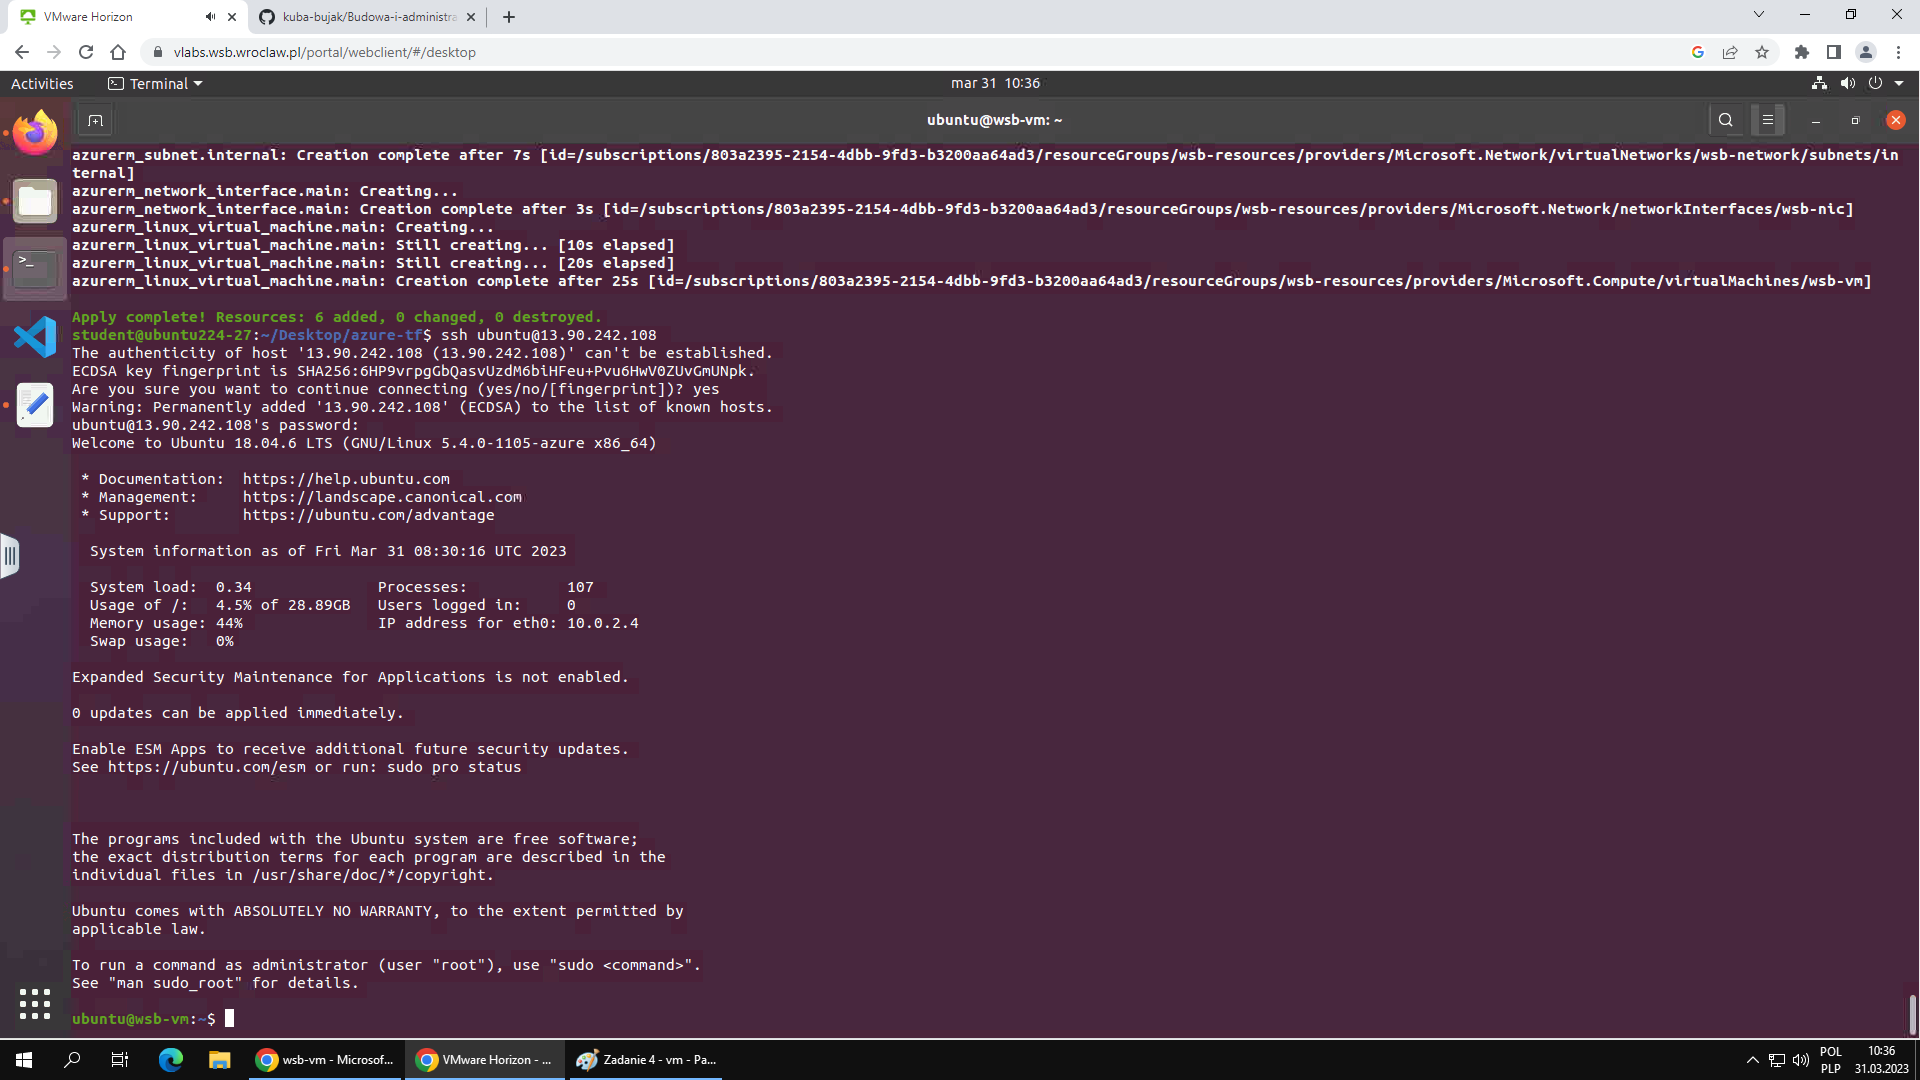 VMware Horizon
kuba-bujak/Budowa-i-administra
vlabs.wsb.wroclaw.pl/portal/webclient/#/desktop
Activities
Terminal
mar 31 10:36
ubuntu@wsb-vm: ~
azurerm_subnet.internal: Creation complete after 7s [id=/subscriptions/803a2395-2154-4dbb-9fd3-b3200aa64ad3/resourceGroups/wsb-resources/providers/Microsoft.Network/virtualNetworks/wsb-network/subnets/in
ternal]
azurerm_network_interface.main: Creating...
azurerm_network_interface.main: Creation complete after 3s [id=/subscriptions/803a2395-2154-4dbb-9fd3-b3200aa64ad3/resourceGroups/wsb-resources/providers/Microsoft.Network/networkInterfaces/wsb-nic]
azurerm_linux_virtual_machine.main: Creating...
azurerm_linux_virtual_machine.main: Still creating... [10s elapsed]
azurerm_linux_virtual_machine.main: Still creating... [20s elapsed]
azurerm_linux_virtual_machine.main: Creation complete after 25s [id=/subscriptions/803a2395-2154-4dbb-9fd3-b3200aa64ad3/resourceGroups/wsb-resources/providers/Microsoft.Compute/virtualMachines/wsb-vm]
Apply complete! Resources: 6 added, 0 changed, 0 destroyed.
student@ubuntu224-27:~/Desktop/azure-tf$ ssh ubuntu@13.90.242.108
The authenticity of host '13.90.242.108 (13.90.242.108)' can't be established.
ECDSA key fingerprint is SHA256:6HP9vrpgGbQasvUzdM6biHFeu+Pvu6HwV0ZUvGmUNpk.
Are you sure you want to continue connecting (yes/no/[fingerprint])? yes
Warning: Permanently added '13.90.242.108' (ECDSA) to the list of known hosts.
ubuntu@13.90.242.108's password:
Welcome to Ubuntu 18.04.6 LTS (GNU/Linux 5.4.0-1105-azure x86_64)
* Documentation: https://help.ubuntu.com
* Management: https://landscape.canonical.com
* Support: https://ubuntu.com/advantage
System information as of Fri Mar 31 08:30:16 UTC 2023
System load: 0.34 Processes: 107
Usage of /: 4.5% of 28.89GB Users logged in: 0
Memory usage: 44% IP address for eth0: 10.0.2.4
Swap usage: 0%
Expanded Security Maintenance for Applications is not enabled.
0 updates can be applied immediately.
Enable ESM Apps to receive additional future security updates.
See https://ubuntu.com/esm or run: sudo pro status
The programs included with the Ubuntu system are free software;
the exact distribution terms for each program are described in the
individual files in /usr/share/doc/*/copyright.
Ubuntu comes with ABSOLUTELY NO WARRANTY, to the extent permitted by
applicable law.
To run a command as administrator (user "root"), use "sudo <command>".
See "man sudo_root" for details.
ubuntu@wsb-vm:~$
wsb-vm - Microsof...
VMware Horizon - ...
Zadanie 4 - vm - Pa...
POL
PLP
10:36
31.03.2023